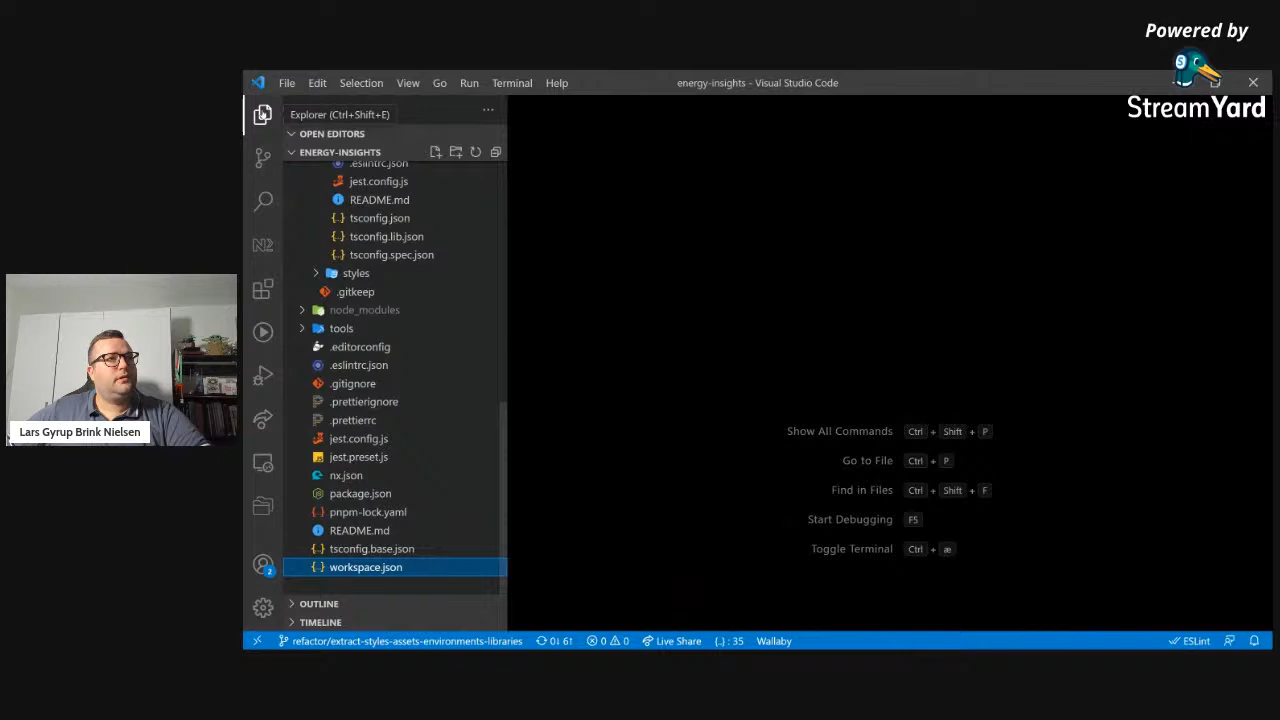 Powered by
StreamYard
File Edit Selection View Go Run Terminal Help
energy-insights - Visual Studio Code
Explorer (Ctrl+Shift+E)
OPEN EDITORS
ENERGY-INSIGHTS
.eslintrc.json
jest.config.js
README.md
tsconfig.json
tsconfig.lib.json
tsconfig.spec.json
styles
.gitkeep
node_modules
tools
.editorconfig
.eslintrc.json
.gitignore
.prettierignore
.prettierrc
jest.config.js
jest.preset.js
nx.json
package.json
pnpm-lock.yaml
README.md
tsconfig.base.json
workspace.json
OUTLINE
TIMELINE
Show All Commands Ctrl + Shift + P
Go to File Ctrl + P
Find in Files Ctrl + Shift + F
Start Debugging F5
Toggle Terminal Ctrl + æ
Lars Gyrup Brink Nielsen
2
refactor/extract-styles-assets-environments-libraries 0↓ 6↑ 0 0 Live Share {..} : 35 Wallaby ESLint